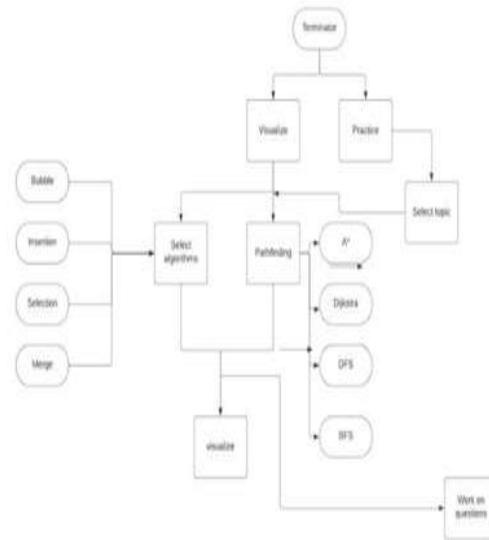 Terminator
Visualize
Practice
Bubble
Select topic
Insertion
Select
algorithms
Pathfinding
A*
Selection
Dijkstra
Merge
DFS
visualize
BFS
Work on
questions